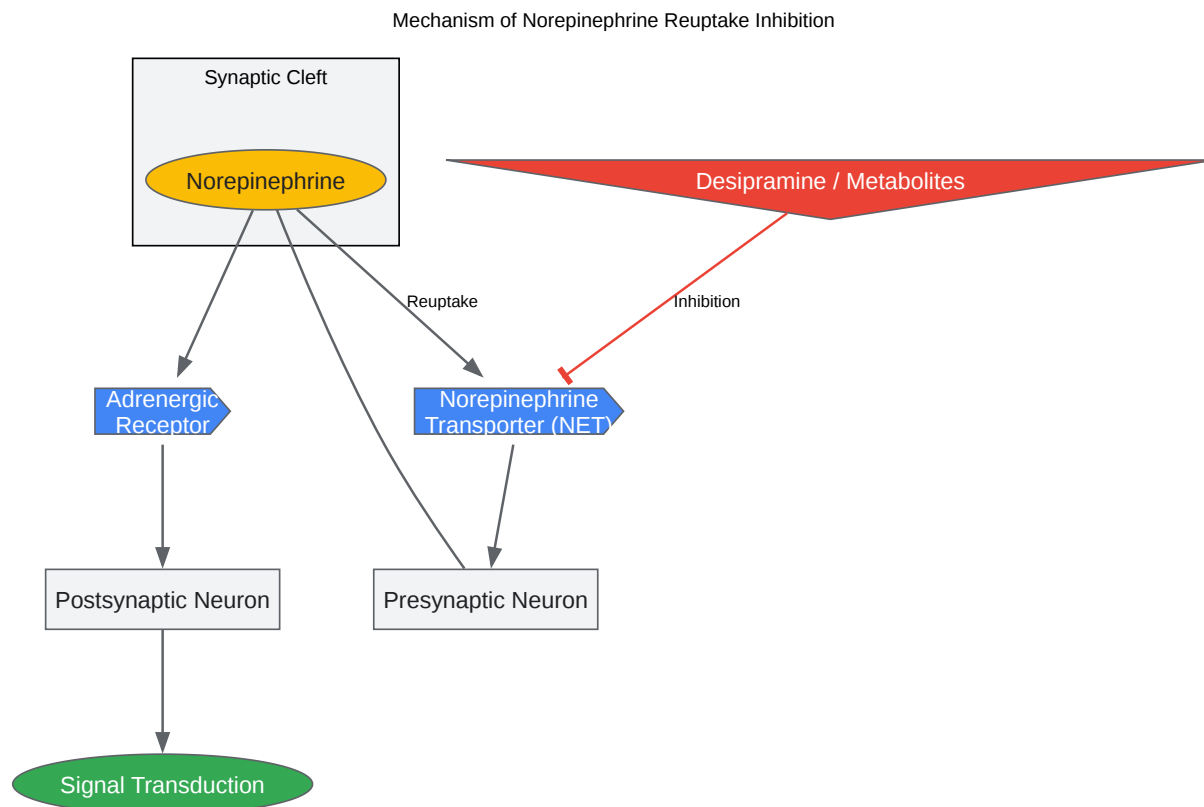 Mechanism of Norepinephrine Reuptake Inhibition
Synaptic Cleft
Norepinephrine
Desipramine / Metabolites
Reuptake
Inhibition
Adrenergic
Receptor
Norepinephrine
Transporter (NET)
Postsynaptic Neuron
Presynaptic Neuron
Signal Transduction